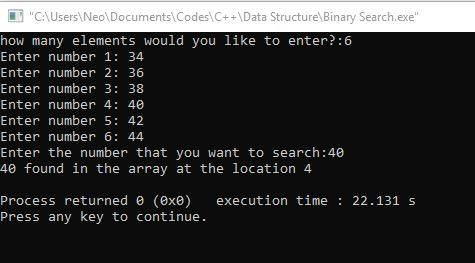 "C:\Users\Neo\Documents\Codes\C++\Data Structure\Binary Search.exe"
how many elements would you like to enter?:6
Enter number 1: 34
Enter number 2: 36
Enter number 3: 38
Enter number 4: 40
Enter number 5: 42
Enter number 6: 44
Enter the number that you want to search:40
40 found in the array at the location 4
Process returned 0 (0x0)   execution time : 22.131 s
Press any key to continue.